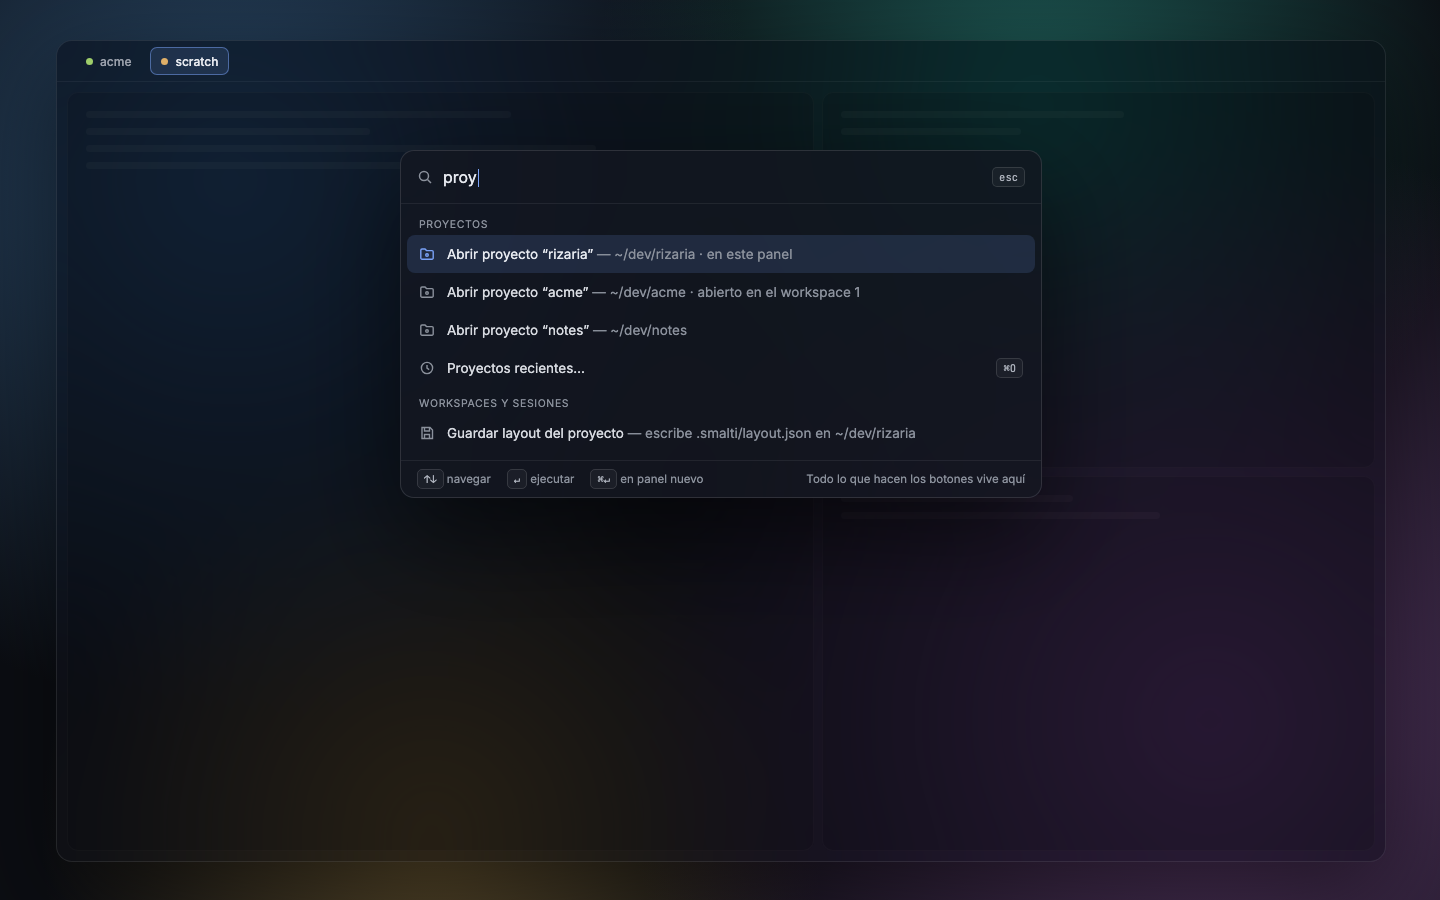 acme
scratch
proy
esc
PROYECTOS
Abrir proyecto “rizaria” — ~/dev/rizaria · en este panel
Abrir proyecto “acme” — ~/dev/acme · abierto en el workspace 1
Abrir proyecto “notes” — ~/dev/notes
Proyectos recientes… ⌘O
WORKSPACES Y SESIONES
Guardar layout del proyecto — escribe .smalti/layout.json en ~/dev/rizaria
↑↓ navegar ↵ ejecutar ⌘↵ en panel nuevo Todo lo que hacen los botones vive aquí